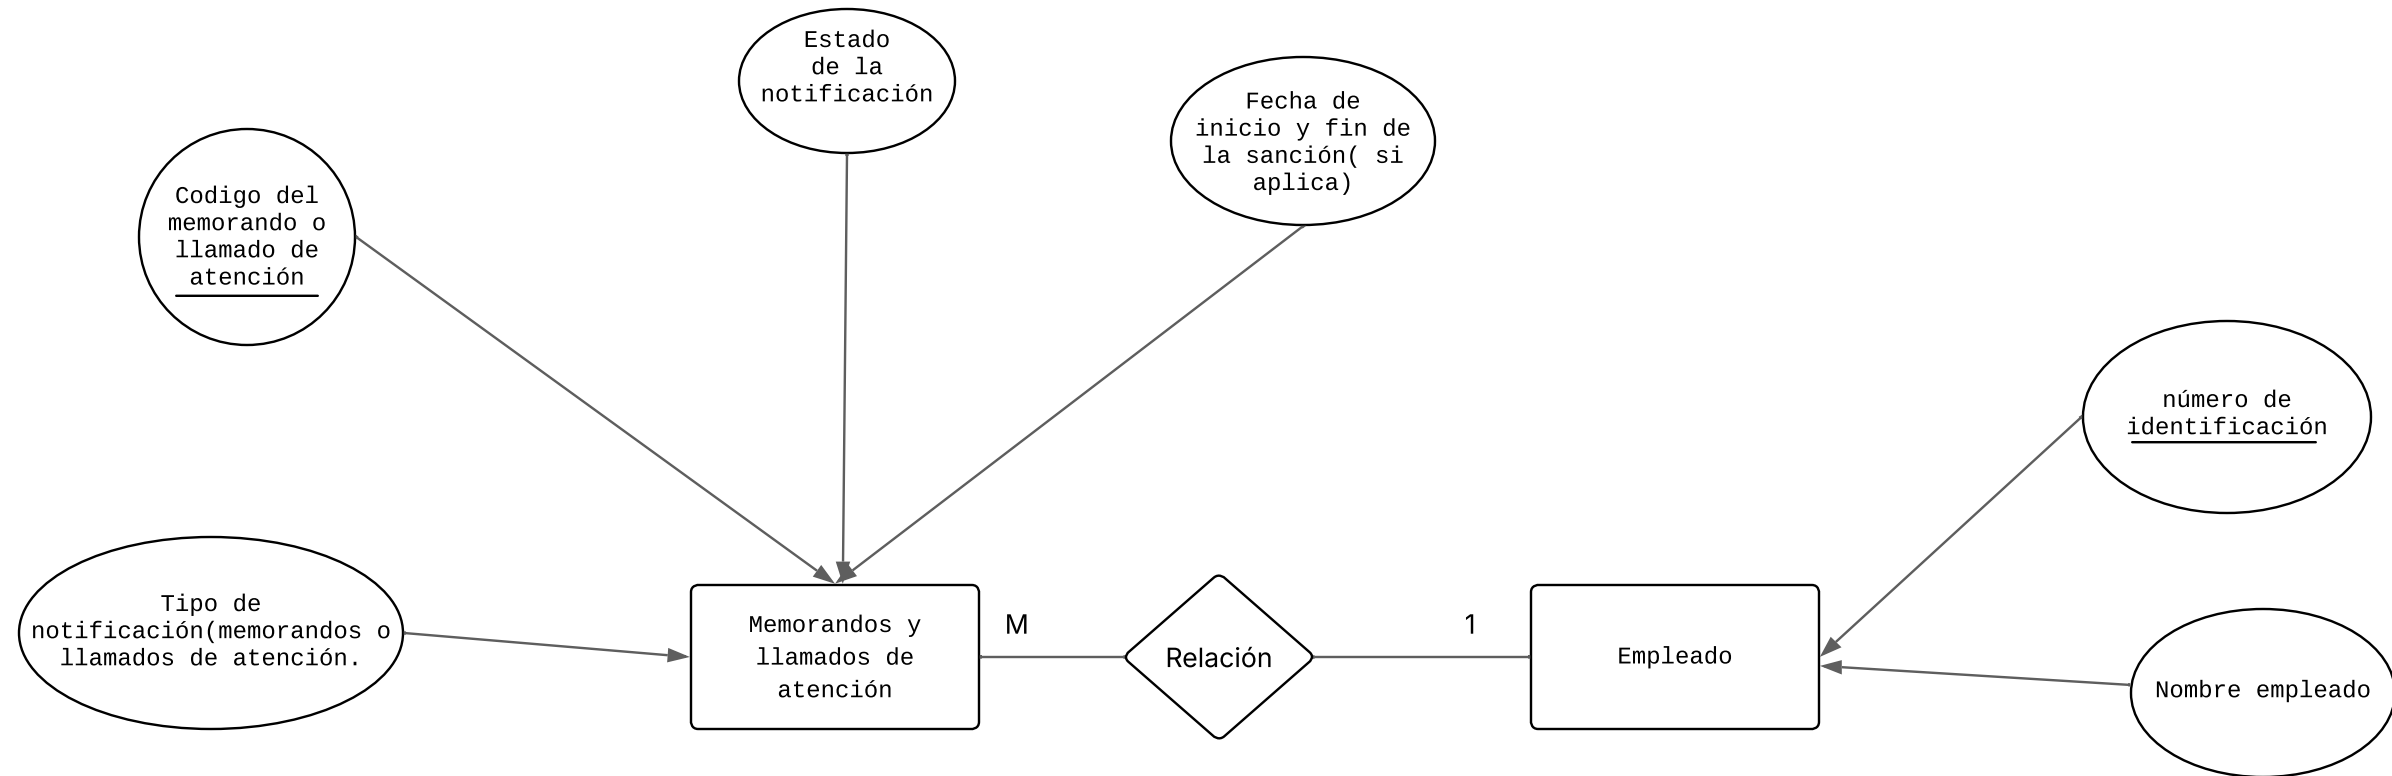 Estado
de la
notificación
Fecha de
inicio y fin de
la sanción( si
aplica)
Codigo del
memorando o
llamado de
atención
número de
identificación
Tipo de
notificación(memorandos o
llamados de atención.
Memorandos y
llamados de
atención
M
Relación
1
Empleado
Nombre empleado